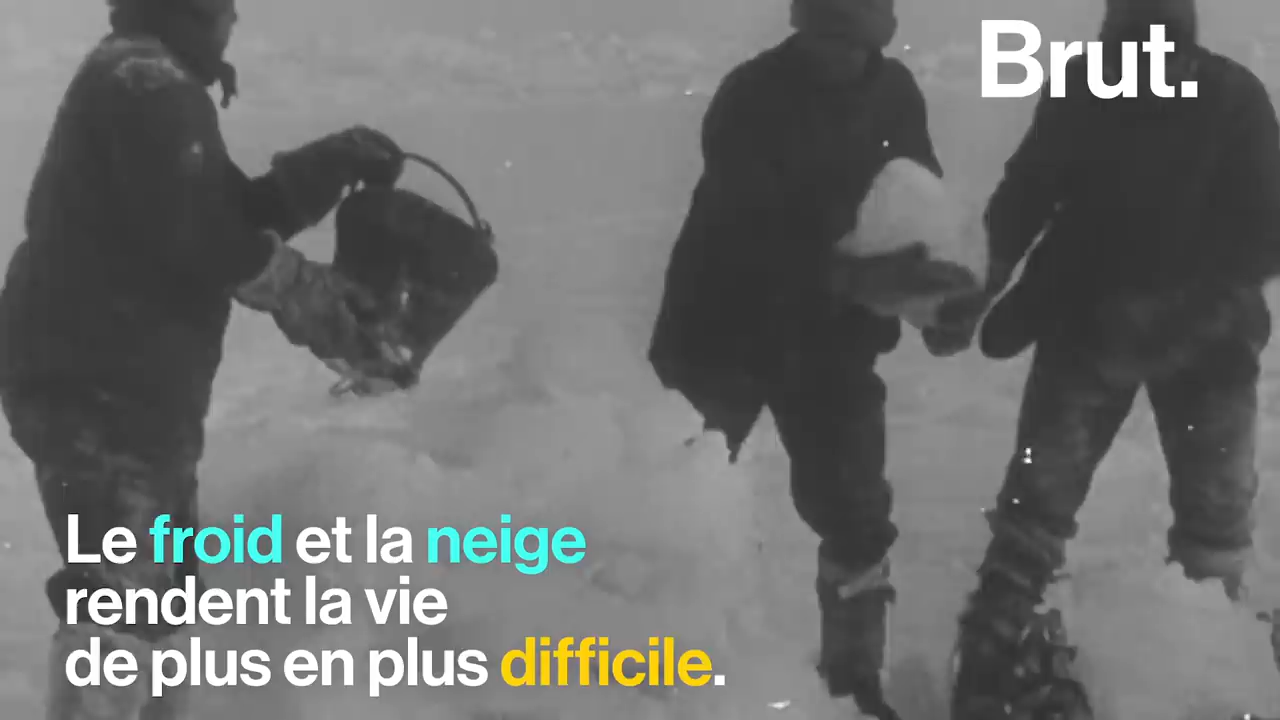 Brut.
Le froid et la neige
rendent la vie
de plus en plus difficile.